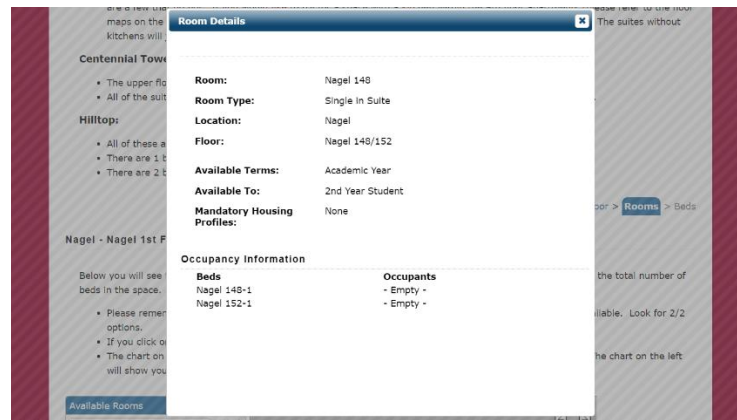 Room Details
Room: Nagel 148
Room Type: Single in Suite
Location: Nagel
Floor: Nagel 148/152
Available Terms: Academic Year
Available To: 2nd Year Student
Mandatory Housing Profiles: None
Occupancy Information
Beds Occupants
Nagel 148-1 - Empty -
Nagel 152-1 - Empty -
maps on the
The suites without
kitchens will
Centennial Towe
• The upper flo
• All of the suit
Hilltop:
• All of these a
• There are 1 b
• There are 2 b
oor > Rooms > Beds
Nagel - Nagel 1st F
Below you will see
the total number of
beds in the space.
• Please remen
ilable. Look for 2/2
options.
• If you click o
• The chart on
he chart on the left
will show you
Available Rooms